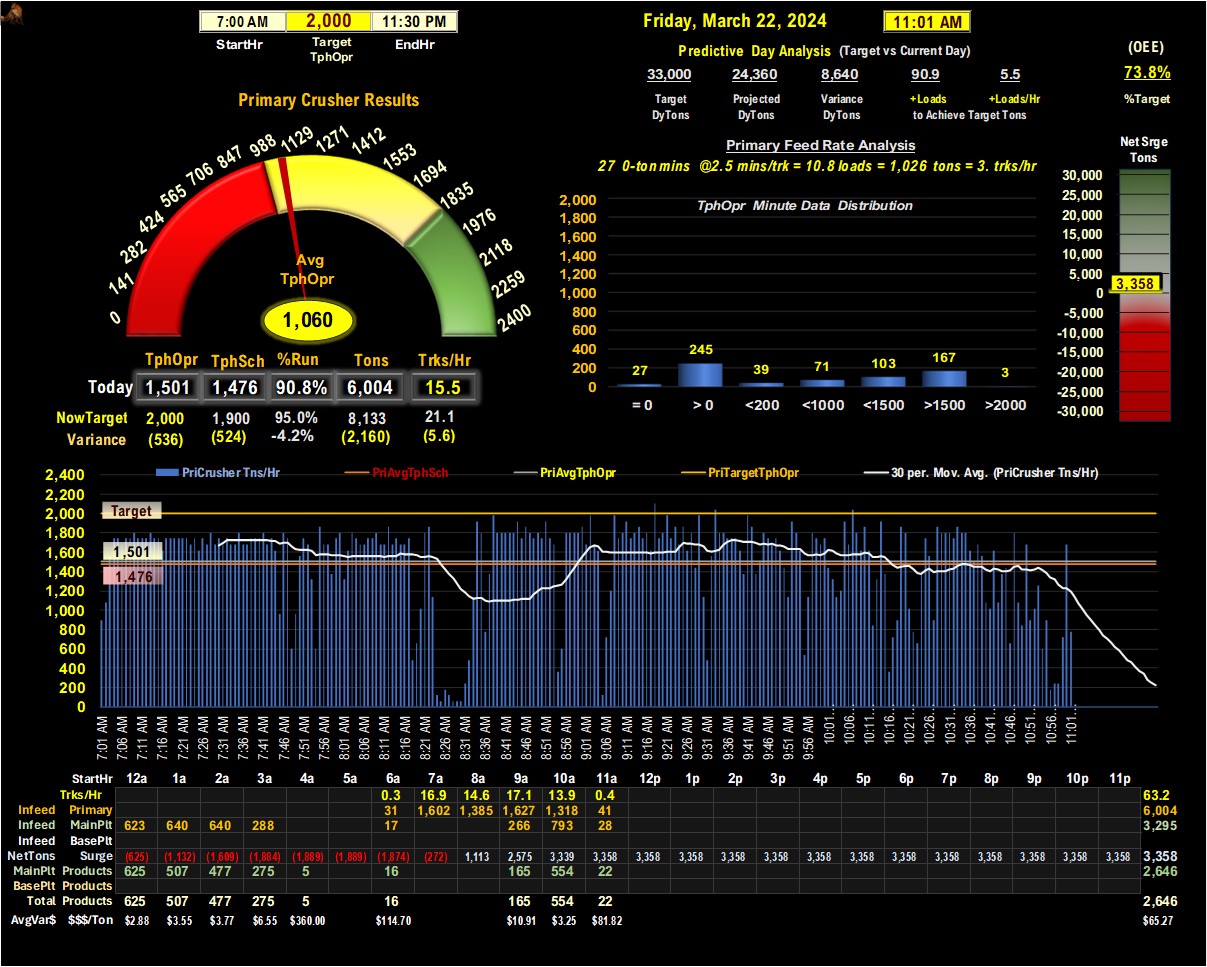 7:00 AM 2,000 11:30 PM
StartHr Target TphOpr EndHr
Friday, March 22, 2024 11:01 AM
Predictive Day Analysis (Target vs Current Day)
33,000 24,360 8,640 90.9 5.5
Target DyTons Projected DyTons Variance DyTons +Loads +Loads/Hr
to Achieve Target Tons
(OEE)
73.8%
%Target
Primary Crusher Results
0 141 282 424 565 706 847 988 1129 1271 1412 1553 1694 1835 1976 2118 2259 2400
Avg
TphOpr
1,060
TphOpr TphSch %Run Tons Trks/Hr
Today 1,501 1,476 90.8% 6,004 15.5
NowTarget 2,000 1,900 95.0% 8,133 21.1
Variance (536) (524) -4.2% (2,160) (5.6)
Primary Feed Rate Analysis
27 0-ton mins @2.5 mins/trk = 10.8 loads = 1,026 tons = 3. trks/hr
TphOpr Minute Data Distribution
2,000
1,800
1,600
1,400
1,200
1,000
800
600
400
200
0
27 245 39 71 103 167 3
= 0 > 0 <200 <1000 <1500 >1500 >2000
Net Srge
Tons
30,000
25,000
20,000
15,000
10,000
5,000
3,358
0
-5,000
-10,000
-15,000
-20,000
-25,000
-30,000
PriCrusher Tns/Hr PriAvgTphSch PriAvgTphOpr PriTargetTphOpr 30 per. Mov. Avg. (PriCrusher Tns/Hr)
2,400
2,200
2,000
1,800
1,600
1,400
1,200
1,000
800
600
400
200
0
Target
1,501
1,476
7:01 AM 7:06 AM 7:11 AM 7:16 AM 7:21 AM 7:26 AM 7:31 AM 7:36 AM 7:41 AM 7:46 AM 7:51 AM 7:56 AM 8:01 AM 8:06 AM 8:11 AM 8:16 AM 8:21 AM 8:26 AM 8:31 AM 8:36 AM 8:41 AM 8:46 AM 8:51 AM 8:56 AM 9:01 AM 9:06 AM 9:11 AM 9:16 AM 9:21 AM 9:26 AM 9:31 AM 9:36 AM 9:41 AM 9:46 AM 9:51 AM 9:56 AM 10:01... 10:06... 10:11... 10:16... 10:21... 10:26... 10:31... 10:36... 10:41... 10:46... 10:51... 10:56... 11:01...
StartHr 12a 1a 2a 3a 4a 5a 6a 7a 8a 9a 10a 11a 12p 1p 2p 3p 4p 5p 6p 7p 8p 9p 10p 11p
Trks/Hr 0.3 16.9 14.6 17.1 13.9 0.4 63.2
Infeed Primary 31 1,602 1,385 1,627 1,318 41 6,004
Infeed MainPlt 623 640 640 288 17 266 793 28 3,295
Infeed BasePlt
NetTons Surge (625) (1,132) (1,609) (1,884) (1,889) (1,889) (1,874) (272) 1,113 2,575 3,339 3,358 3,358 3,358 3,358 3,358 3,358 3,358 3,358 3,358 3,358 3,358 3,358 3,358 3,358
MainPlt Products 625 507 477 275 5 16 165 554 22 2,646
BasePlt Products
Total Products 625 507 477 275 5 16 165 554 22 2,646
AvgVar$ $$$/Ton $2.88 $3.55 $3.77 $6.55 $360.00 $114.70 $10.91 $3.25 $81.82 $65.27